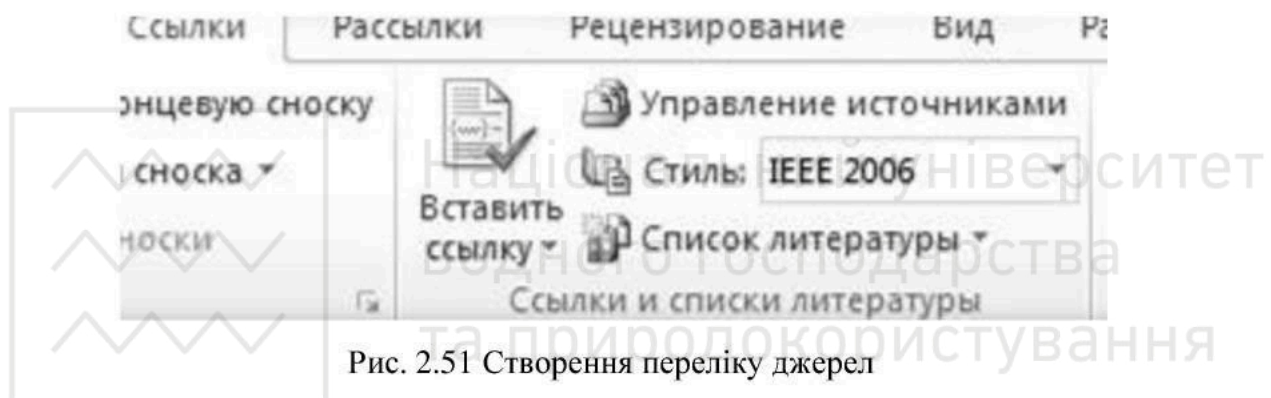 Ссылки Рассылки Рецензирование Вид
онцевую сноску
Управление источниками
сноска
Стиль: IEEE 2006
Вставить
ссылку
Список литературы
носки
Ссылки и списки литературы
Національний університет
водного господарства
та природокористування
Рис. 2.51 Створення переліку джерел